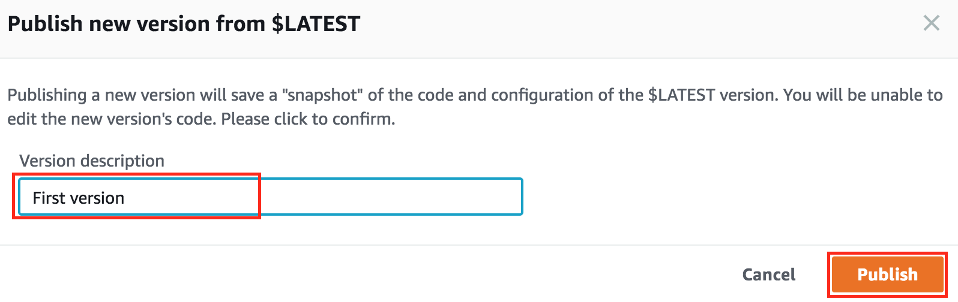 Publish new version from $LATEST
Publishing a new version will save a "snapshot" of the code and configuration of the $LATEST version. You will be unable to
edit the new version's code. Please click to confirm.
Version description
First version
Cancel Publish